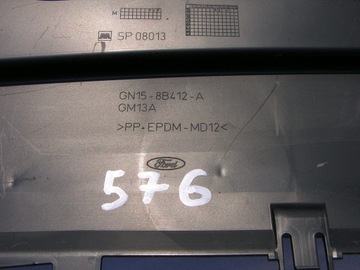 M
SP 08013
GN15-8B412-A
GM13A
>PP+EPDM-MD12<
Ford
576